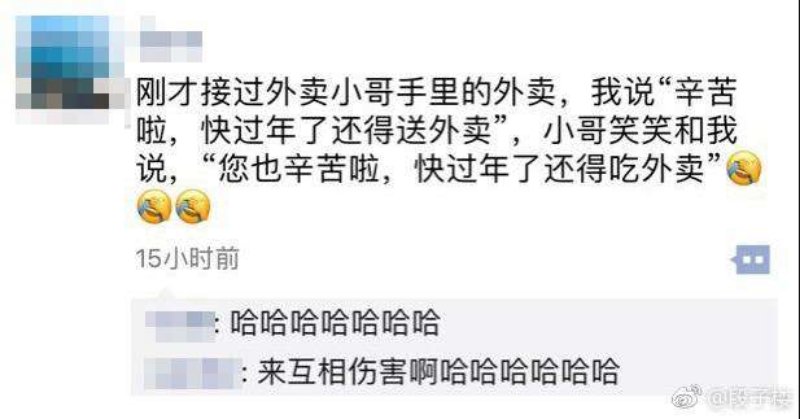 刚才接过外卖小哥手里的外卖，我说“辛苦
啦，快过年了还得送外卖”，小哥笑笑和我
说，“您也辛苦啦，快过年了还得吃外卖”
15小时前
: 哈哈哈哈哈哈哈
: 来互相伤害啊哈哈哈哈哈哈
@段子楼